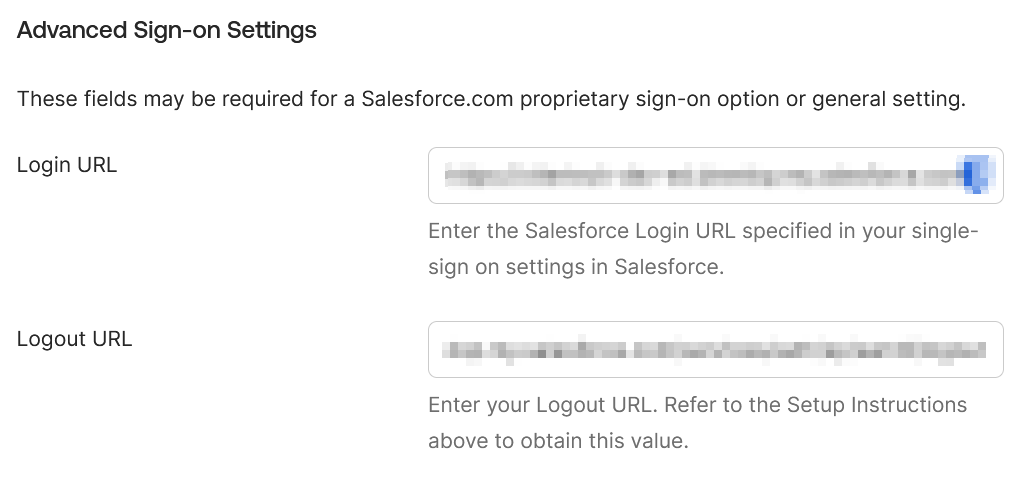 Advanced Sign-on Settings
These fields may be required for a Salesforce.com proprietary sign-on option or general setting.
Login URL
Enter the Salesforce Login URL specified in your single-
sign on settings in Salesforce.
Logout URL
Enter your Logout URL. Refer to the Setup Instructions
above to obtain this value.